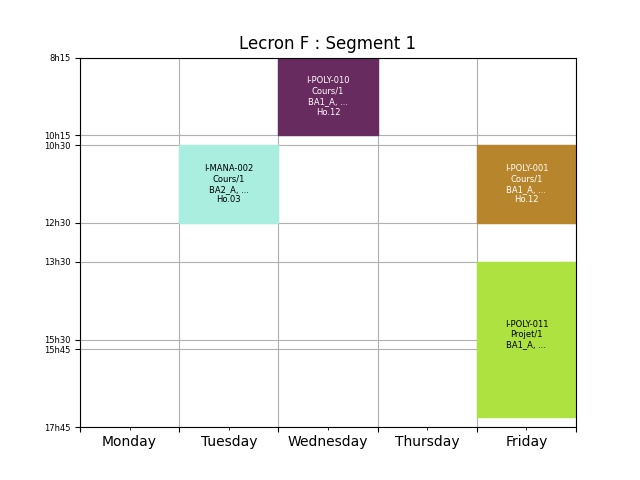 Lecron F : Segment 1
8h15
I-POLY-010
Cours/1
BA1_A, ...
Ho.12
10h15
10h30
I-MANA-002
Cours/1
BA2_A, ...
Ho.03
I-POLY-001
Cours/1
BA1_A, ...
Ho.12
12h30
13h30
I-POLY-011
Projet/1
BA1_A, ...
15h30
15h45
17h45
Monday
Tuesday
Wednesday
Thursday
Friday